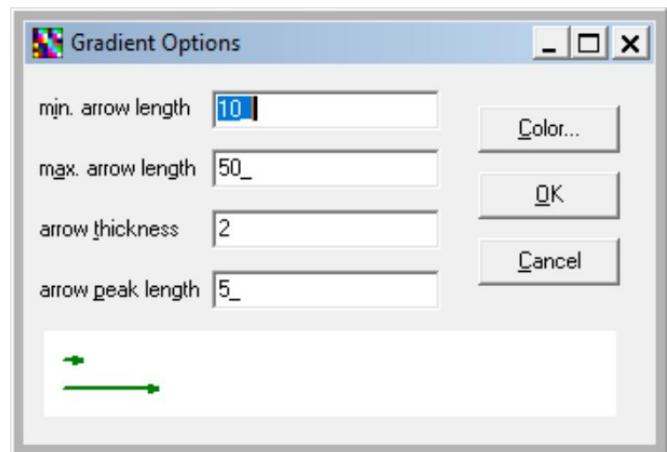 Gradient Options
min. arrow length 10_
Color...
max. arrow length 50_
OK
arrow thickness 2
Cancel
arrow peak length 5_